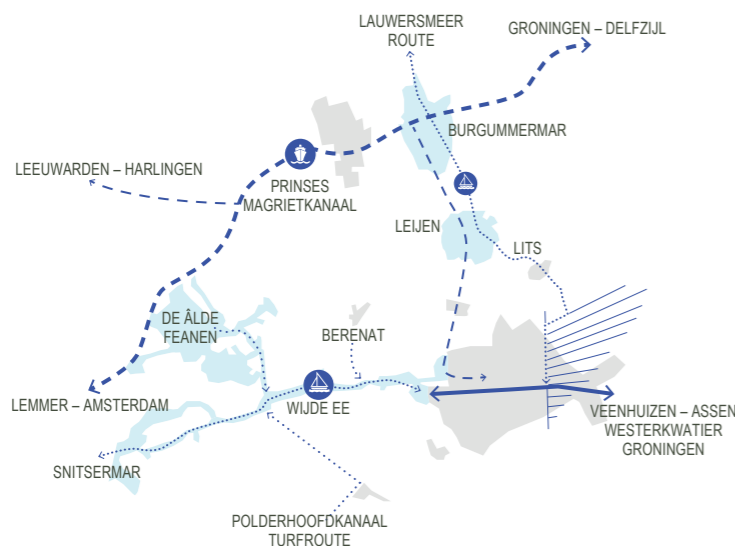 LAUWERSMEER
ROUTE
GRONINGEN – DELFZIJL
BURGUMMERMAR
LEEUWARDEN – HARLINGEN
PRINSES
MAGRIETKANAAL
LEIJEN
LITS
DE ÂLDE
FEANEN
BERENAT
LEMMER – AMSTERDAM
WIJDE EE
VEENHUIZEN – ASSEN
WESTERKWATIER
GRONINGEN
SNITSERMAR
POLDERHOOFDKANAAL
TURFROUTE